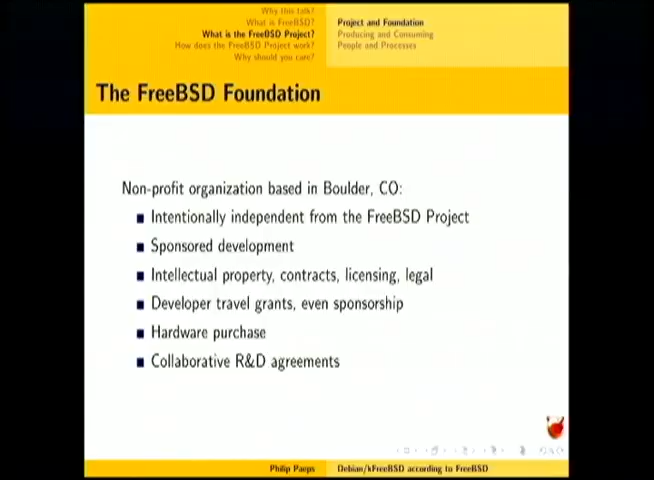 Why this talk?
What is FreeBSD?
What is the FreeBSD Project?
How does the FreeBSD Project work?
Why should you care?
Project and Foundation
Producing and Consuming
People and Processes
The FreeBSD Foundation
Non-profit organization based in Boulder, CO:
Intentionally independent from the FreeBSD Project
Sponsored development
Intellectual property, contracts, licensing, legal
Developer travel grants, even sponsorship
Hardware purchase
Collaborative R&D agreements
Philip Paeps
Debian/kFreeBSD according to FreeBSD